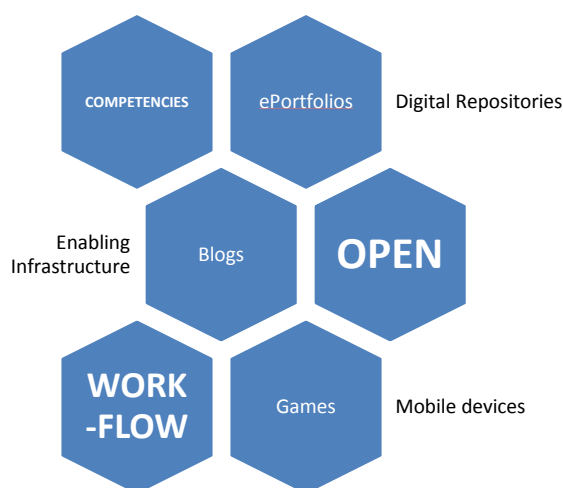 COMPETENCIES
ePortfolios
Digital Repositories
Enabling
Infrastructure
Blogs
OPEN
WORK
-FLOW
Games
Mobile devices